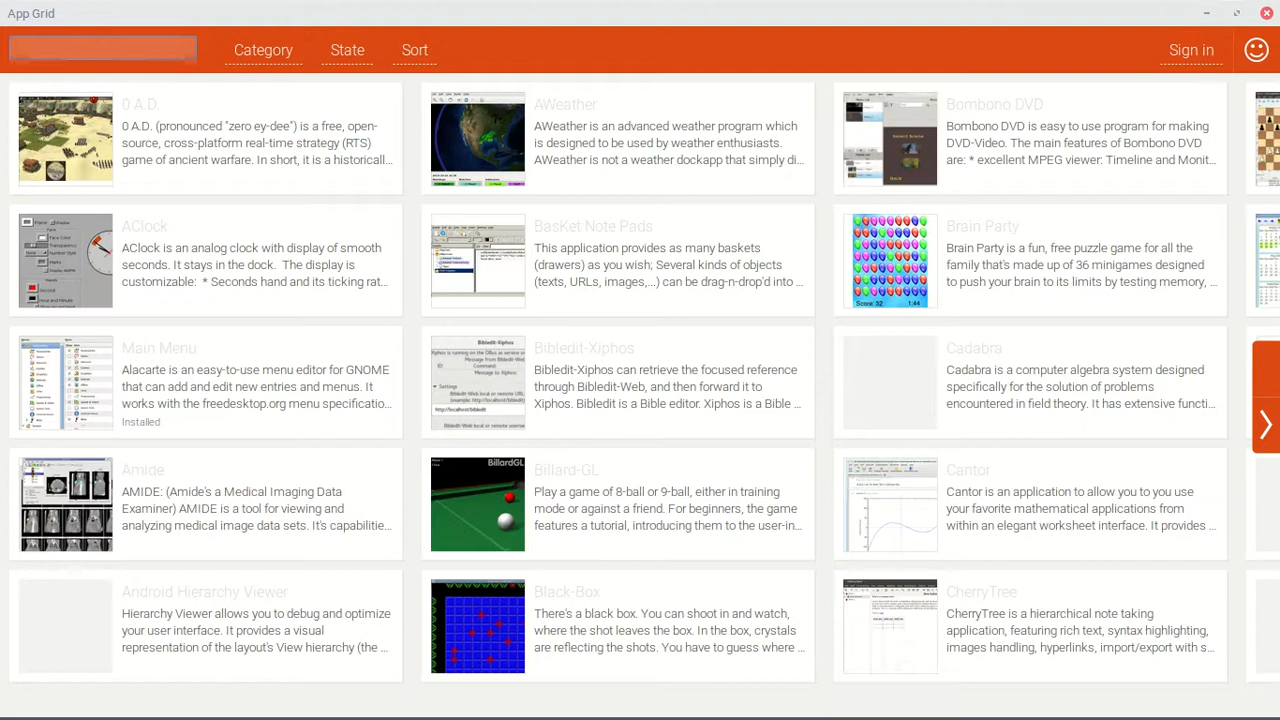 App Grid
Category State Sort Sign in
0 A.D.
0 A.D. (pronounced "zero ey-dee") is a free, open-
source, cross-platform real-time strategy (RTS)
game of ancient warfare. In short, it is a historicall…
AClock
AClock is analog clock with display of smooth
seconds, or silent clock. The display is
customizable. * Seconds hand and is ticking rat…
Main Menu
Alacarte is an easy-to-use menu editor for GNOME
that can add and edit new entries and menus. It
works with the freedesktop.org menu specificatio…
Installed
Amide
AMIDE: Amide's a Medical Imaging Data
Examiner AMIDE is a tool for viewing and
analyzing medical image data sets. It's capabilitie…
Android Hierarchy Viewer
Hierarchy Viewer allows you debug and optimize
your user interface. It provides a visual
representation of the layout's View hierarchy (the …
AWeather
AWeather is an advanced weather program which
is designed to be used by weather enthusiasts.
AWeather is not a weather dockapp that simply di…
Basket Note Pads
This application provides as many baskets
(drawers) as you wish. Several kinds of objects
(text, URLS, images,..) can be drag-n-drop'd into …
Bibledit-Xiphos
Bibledit-Xiphos can retrieve the focused reference
through Bibledit-Web, and then forward it to
Xiphos. Bibledit is a Bible editor. Xiphos is a Bible…
Billard GL
BillardGL
Play a game of 8-ball or 9-ball, either in training
mode or against a friend. For beginners, the game
features a tutorial, introducing them to the user-in…
Blackbox
There's a black box. You can shoot in and watch
where the shot leaves the box. In the box, crystals
are reflecting the shots. You have to guess where …
Bombono DVD
Bombono DVD is easy to use program for making
DVD-Video. The main features of Bombono DVD
are: * excellent MPEG viewer: Timeline and Monit…
Brain Party
Brain Party is a fun, free puzzle game for all the
family that's made up of 36 minigames designed
to push your brain to its limits by testing memory, …
Score: 32 1:44
Cadabra
Cadabra is a computer algebra system designed
specifically for the solution of problems
encountered in field theory. It has extensive functi…
Cantor
Cantor is an application to allow you to you use
your favorite mathematical applications from
within an elegant worksheet interface. It provides …
CherryTree
CherryTree is a hierarchical note taking
application, featuring rich text, syntax highlighting,
images handling, hyperlinks, import/export with s…